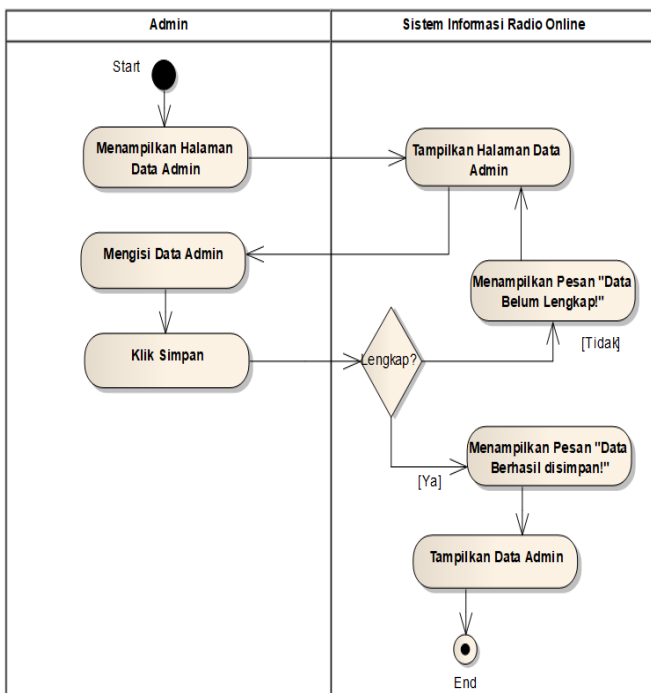 Admin
Sistem Informasi Radio Online
Start
Menampilkan Halaman
Data Admin
Tampilkan Halaman Data
Admin
Mengisi Data Admin
Menampilkan Pesan "Data
Belum Lengkap!"
Klik Simpan
Lengkap?
[Tidak]
Menampilkan Pesan "Data
Berhasil disimpan!"
[Ya]
Tampilkan Data Admin
End